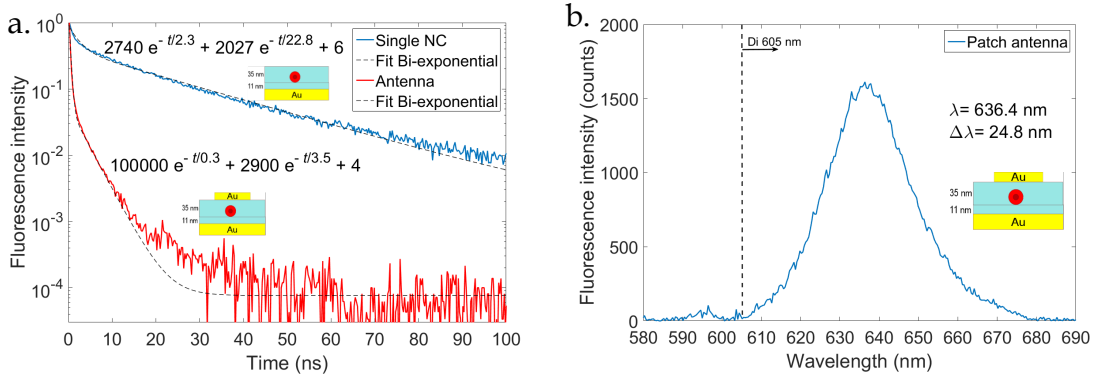 a.
Fluorescence intensity
10^0
10^-1
10^-2
10^-3
10^-4
2740 e^- t/2.3 + 2027 e^- t/22.8 + 6
Single NC
Fit Bi-exponential
Antenna
Fit Bi-exponential
35 nm
11 nm
Au
100000 e^- t/0.3 + 2900 e^- t/3.5 + 4
Au
35 nm
11 nm
Au
0 10 20 30 40 50 60 70 80 90 100
Time (ns)
b.
Fluorescence intensity (counts)
2000
1500
1000
500
0
Di 605 nm
Patch antenna
λ= 636.4 nm
Δλ= 24.8 nm
Au
35 nm
11 nm
Au
580 590 600 610 620 630 640 650 660 670 680 690
Wavelength (nm)